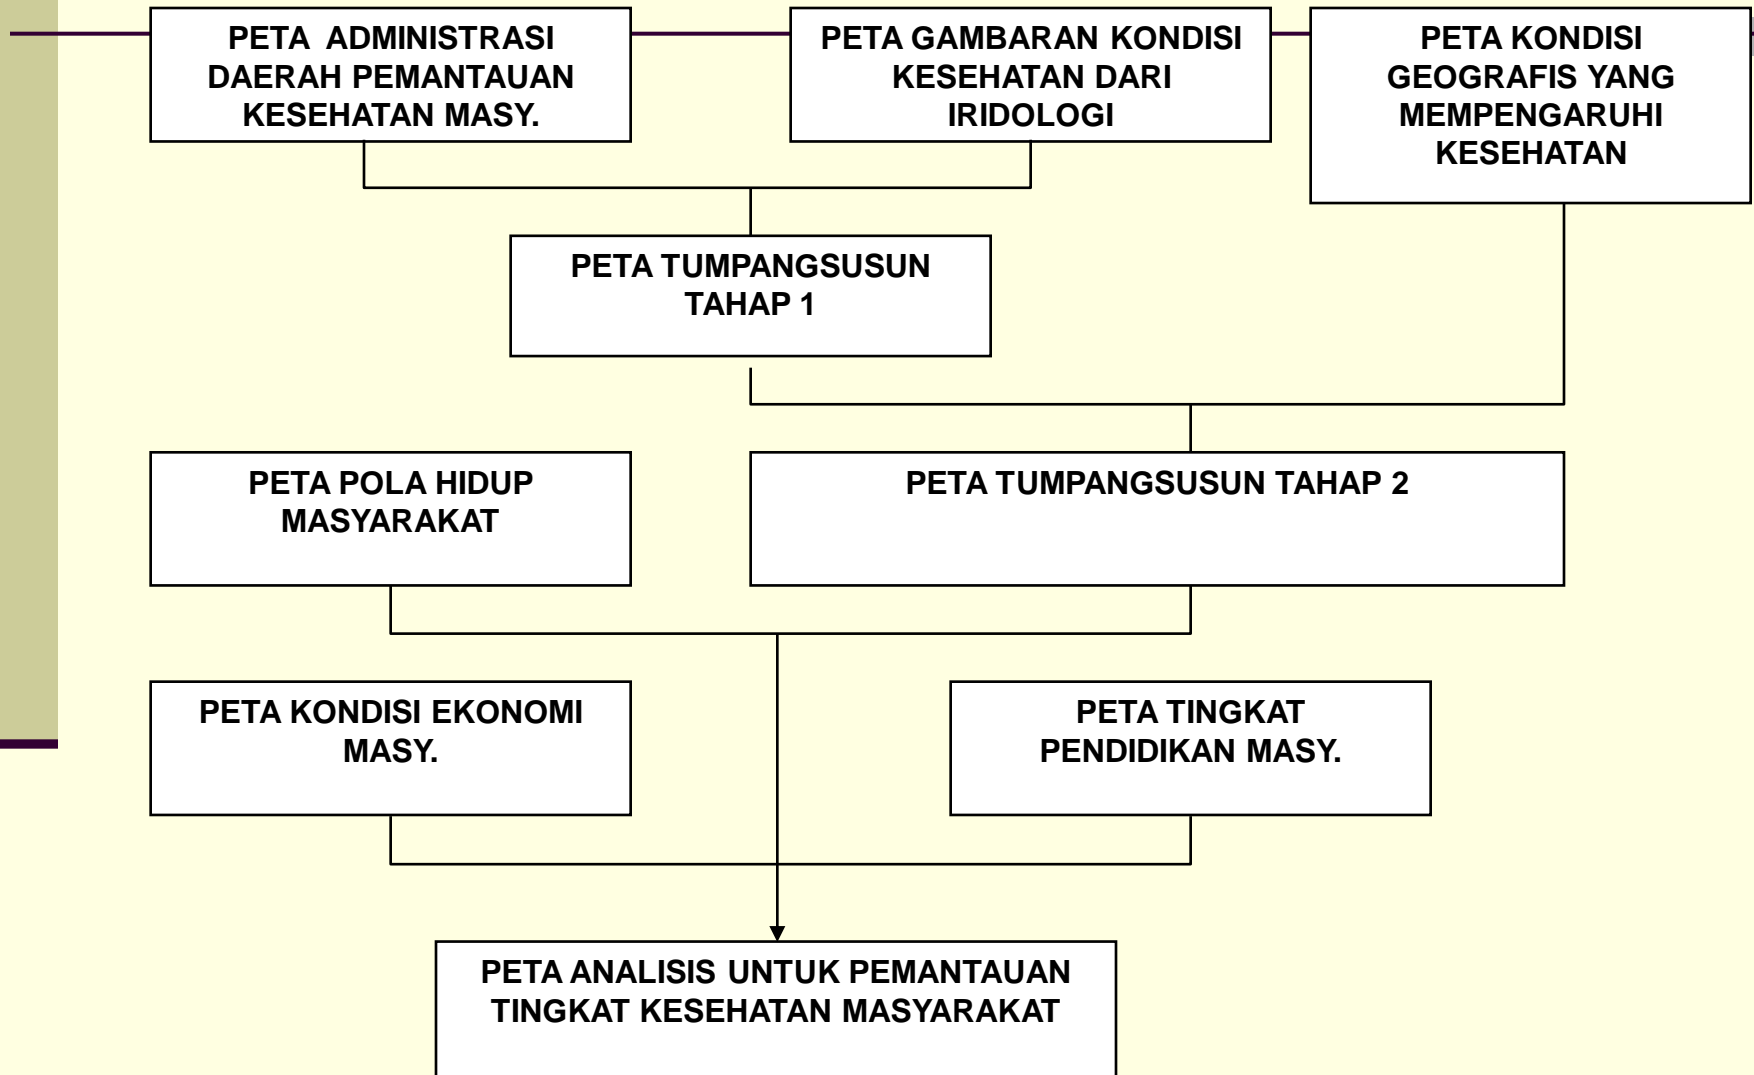 PETA ADMINISTRASI
DAERAH PEMANTAUAN
KESEHATAN MASY.
PETA GAMBARAN KONDISI
KESEHATAN DARI
IRIDOLOGI
PETA KONDISI
GEOGRAFIS YANG
MEMPENGARUHI
KESEHATAN
PETA TUMPANGSUSUN
TAHAP 1
PETA POLA HIDUP
MASYARAKAT
PETA TUMPANGSUSUN TAHAP 2
PETA KONDISI EKONOMI
MASY.
PETA TINGKAT
PENDIDIKAN MASY.
PETA ANALISIS UNTUK PEMANTAUAN
TINGKAT KESEHATAN MASYARAKAT